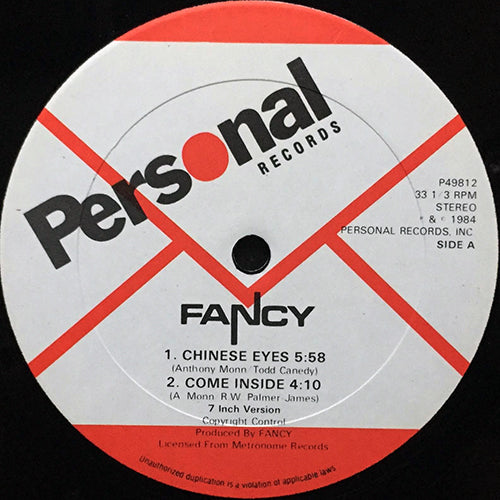 Personal
RECORDS
P49812
33 1/3 RPM
STEREO
℗ & © 1984
PERSONAL RECORDS, INC.
SIDE A
FANCY
1. CHINESE EYES 5:58
(Anthony Monn/Todd Canedy)
2. COME INSIDE 4:10
(A. Monn-R.W. Palmer-James)
7 Inch Version
Copyright Control
Produced By FANCY
Licensed From Metronome Records
Unauthorized duplication is a violation of applicable laws